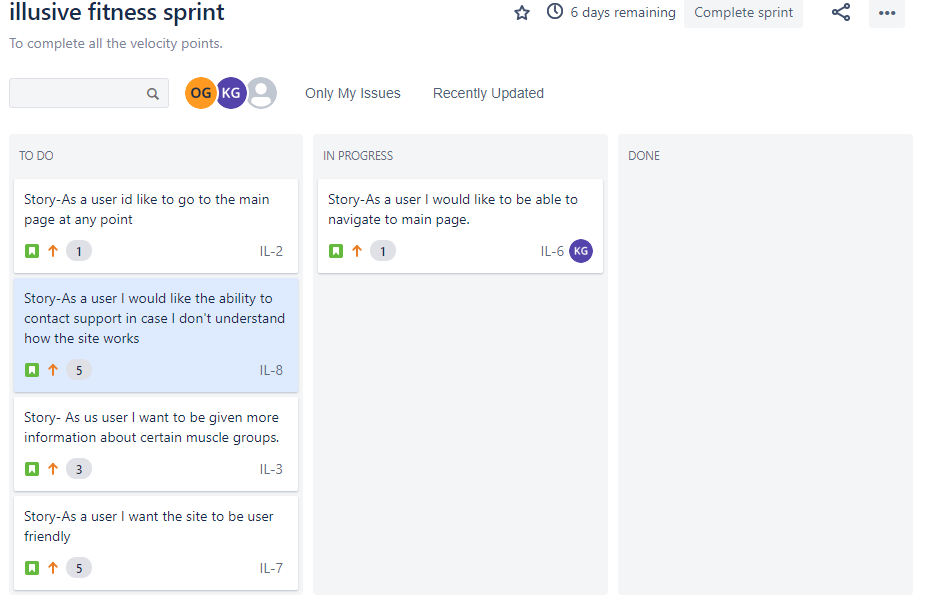 illusive fitness sprint
6 days remaining
Complete sprint
To complete all the velocity points.
OG
KG
Only My Issues
Recently Updated
TO DO
Story-As a user id like to go to the main
page at any point
1
IL-2
Story-As a user I would like the ability to
contact support in case I don't understand
how the site works
5
IL-8
Story- As us user I want to be given more
information about certain muscle groups.
3
IL-3
Story-As a user I want the site to be user
friendly
5
IL-7
IN PROGRESS
Story-As a user I would like to be able to
navigate to main page.
1
IL-6
KG
DONE